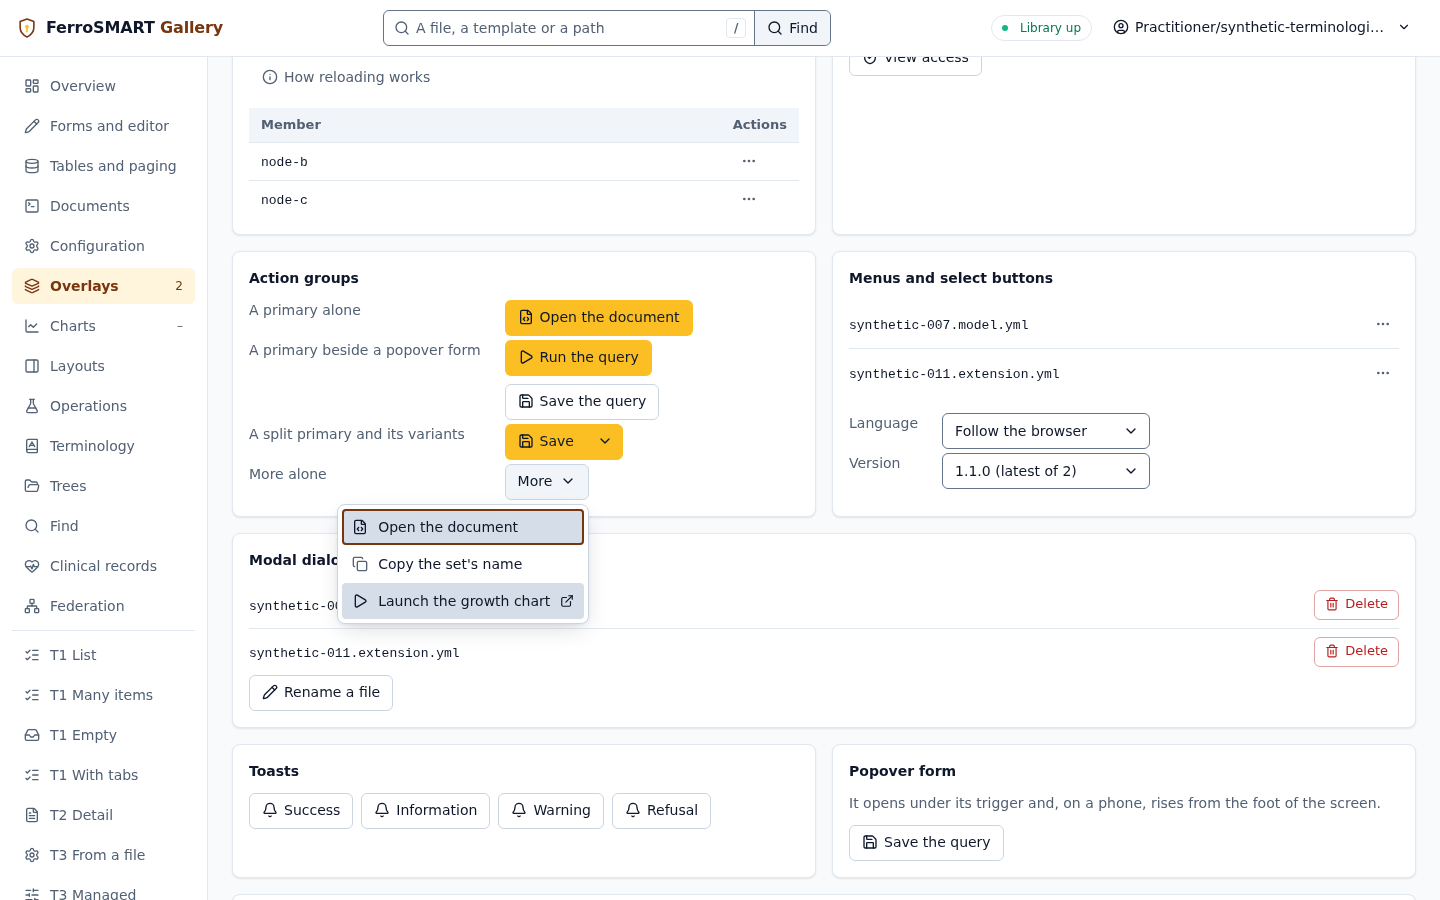 FerroSMART Gallery
A file, a template or a path
/
Find
Library up
Practitioner/synthetic-terminologi…
Overview
Forms and editor
Tables and paging
Documents
Configuration
Overlays 2
Charts –
Layouts
Operations
Terminology
Trees
Find
Clinical records
Federation
T1 List
T1 Many items
T1 Empty
T1 With tabs
T2 Detail
T3 From a file
T3 Managed
How reloading works
Member Actions
node-b
node-c
View access
Action groups
A primary alone
Open the document
A primary beside a popover form
Run the query
Save the query
A split primary and its variants
Save
More alone
More
Open the document
Copy the set's name
Launch the growth chart
Menus and select buttons
synthetic-007.model.yml
synthetic-011.extension.yml
Language
Follow the browser
Version
1.1.0 (latest of 2)
Modal dialo
synthetic-00
Delete
synthetic-011.extension.yml
Delete
Rename a file
Toasts
Success
Information
Warning
Refusal
Popover form
It opens under its trigger and, on a phone, rises from the foot of the screen.
Save the query